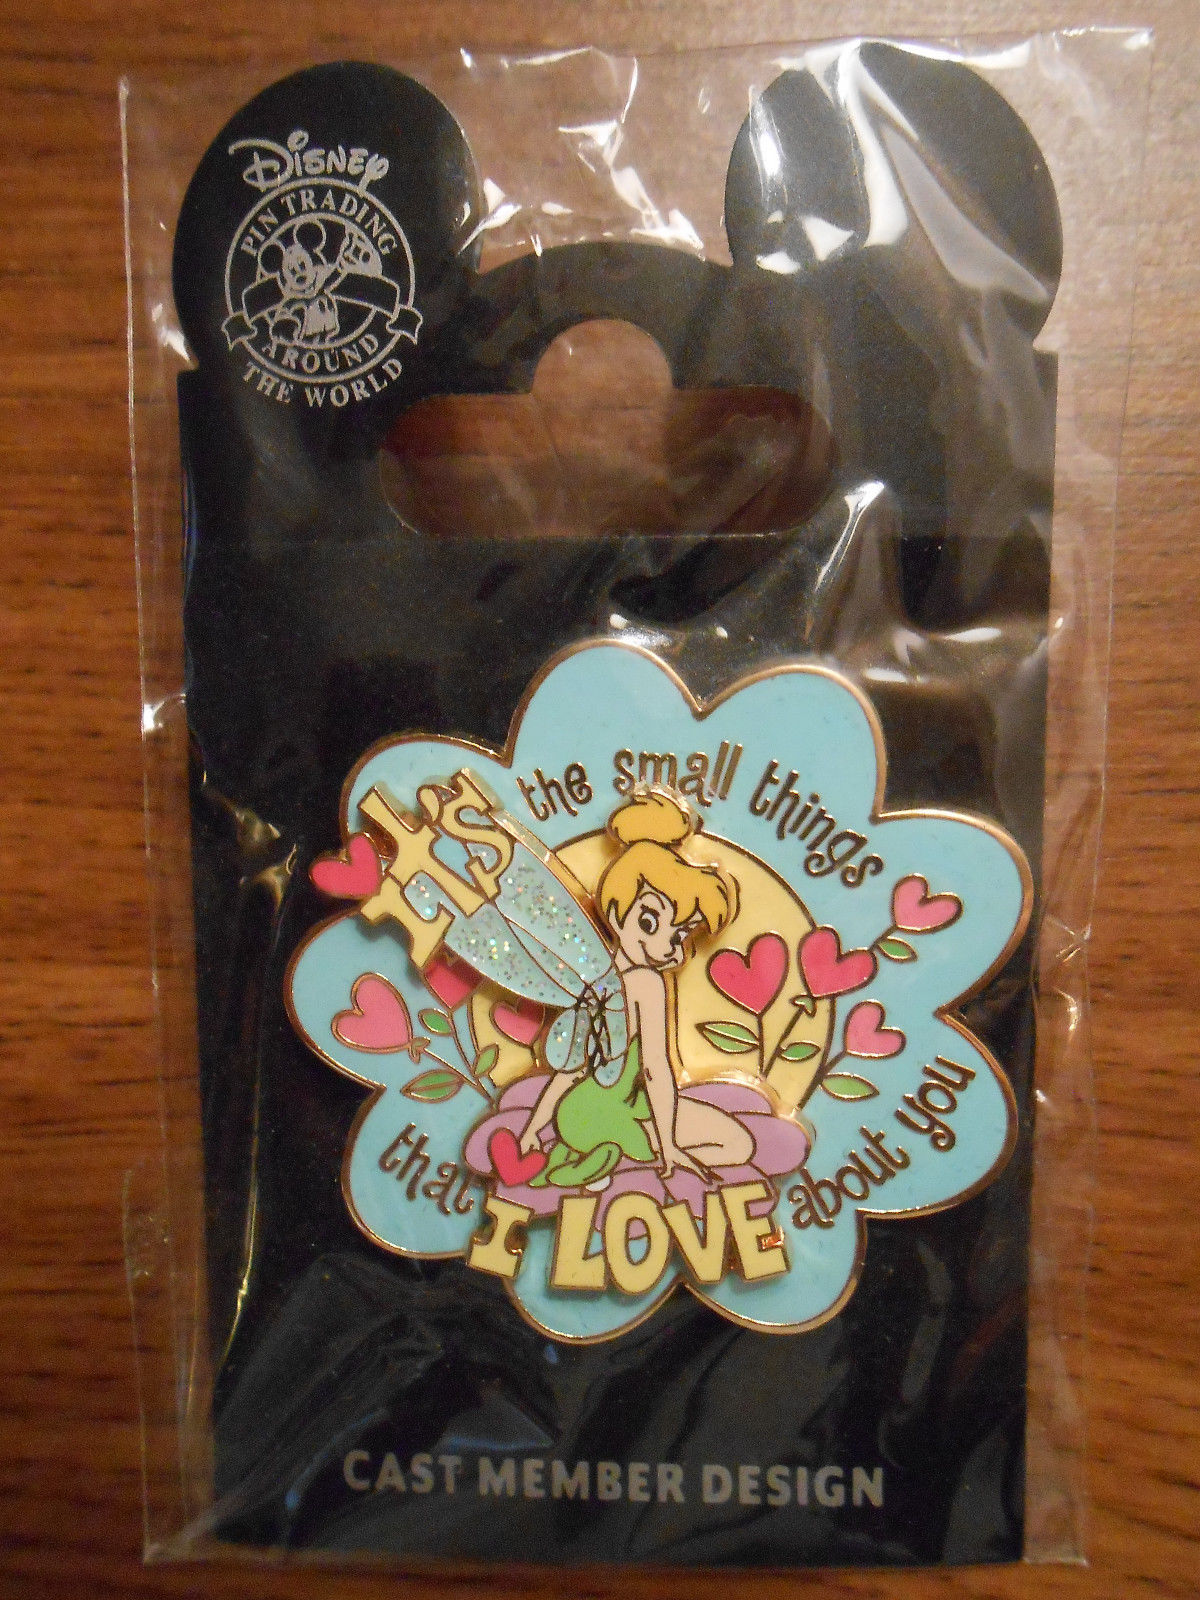 DISNEY
PIN TRADING
AROUND
THE WORLD
IT'S
the small things
that
I LOVE
about you
CAST MEMBER DESIGN